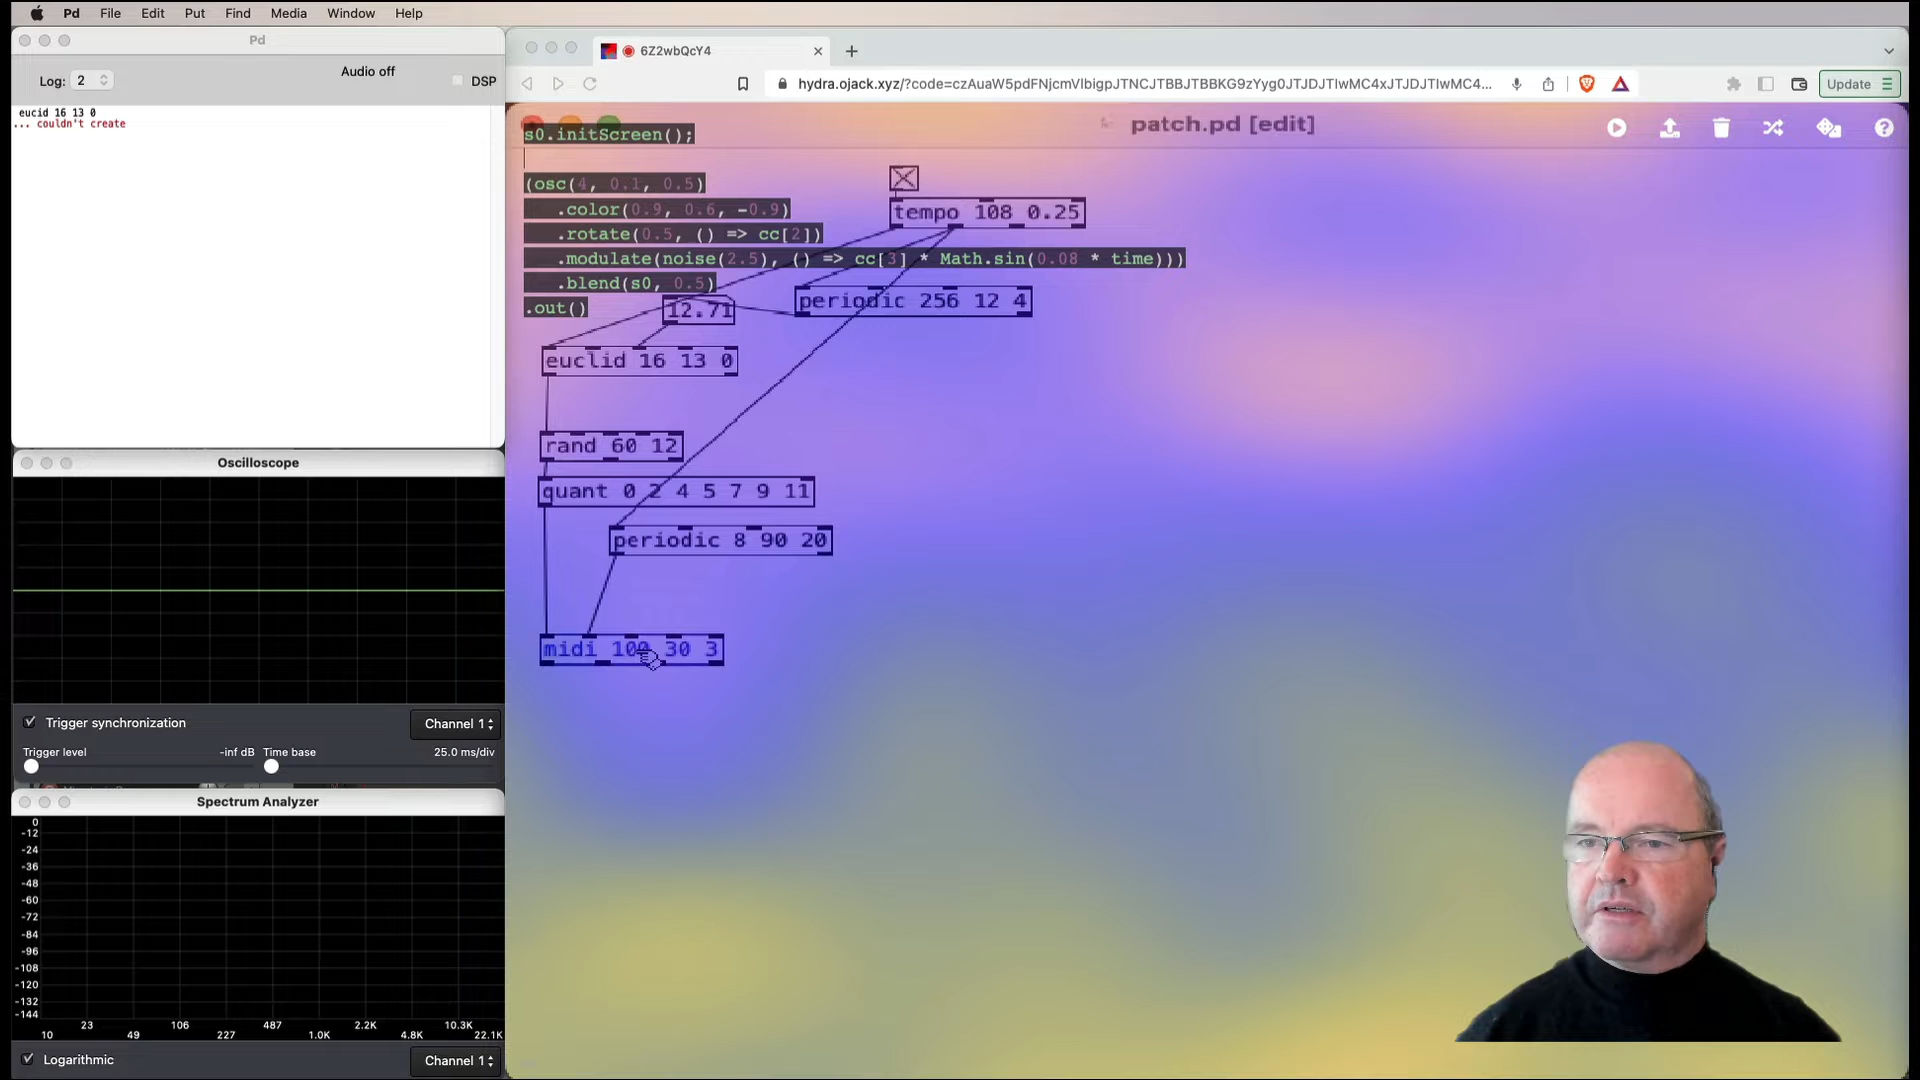 Pd File Edit Put Find Media Window Help
Pd
Log: 2
Audio off
DSP
eucid 16 13 0
... couldn't create
6Z2wbQcY4
hydra.ojack.xyz/?code=czAuaW5pdFNjcmVlbigpJTNCJTBBJTBBKG9zYyg0JTJDJTIwMC4xJTJDJTIwMC4...
Update
patch.pd [edit]
s0.initScreen();
(osc(4, 0.1, 0.5)
.color(0.9, 0.6, -0.9)
.rotate(0.5, () => cc[2])
.modulate(noise(2.5), () => cc[3] * Math.sin(0.08 * time)))
.blend(s0, 0.5)
.out()
tempo 108 0.25
12.71
periodic 256 12 4
euclid 16 13 0
rand 60 12
quant 0 2 4 5 7 9 11
periodic 8 90 20
midi 100 30 3
Oscilloscope
Trigger synchronization
Channel 1
Trigger level
-inf dB
Time base
25.0 ms/div
Spectrum Analyzer
0
-12
-24
-36
-48
-60
-72
-84
-96
-108
-120
-132
-144
10 23 49 106 227 487 1.0K 2.2K 4.8K 10.3K 22.1K
Logarithmic
Channel 1